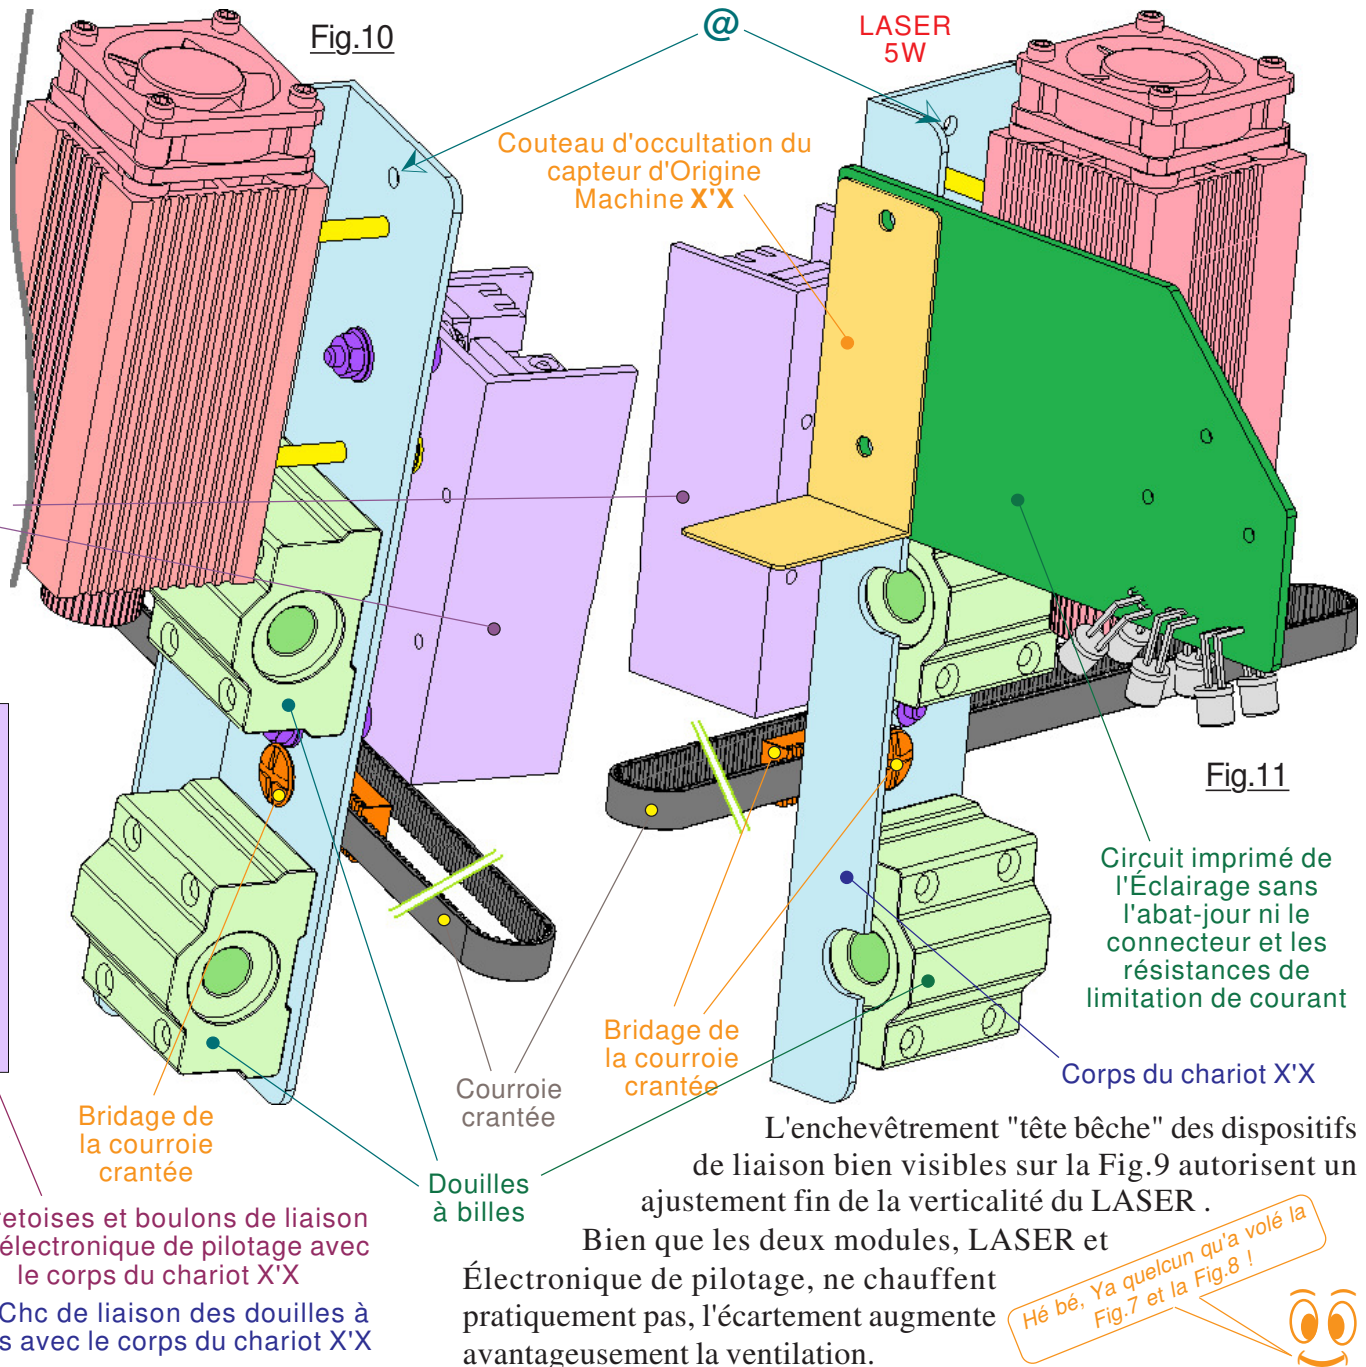 Fig.10
@
LASER
5W
Couteau d'occultation du
capteur d'Origine
Machine X'X
Fig.11
Circuit imprimé de
l'Éclairage sans
l'abat-jour ni le
connecteur et les
résistances de
limitation de courant
Bridage de
la courroie
crantée
Corps du chariot X'X
Courroie
crantée
Bridage de
la courroie
crantée
Douilles
à billes
retoises et boulons de liaison
électronique de pilotage avec
le corps du chariot X'X
Chc de liaison des douilles à
s avec le corps du chariot X'X
L'enchevêtrement "tête bêche" des dispositifs
de liaison bien visibles sur la Fig.9 autorisent un
ajustement fin de la verticalité du LASER .
Bien que les deux modules, LASER et
Électronique de pilotage, ne chauffent
pratiquement pas, l'écartement augmente
avantageusement la ventilation.
Hé bé, Ya quelcun qu'a volé la
Fig.7 et la Fig.8 !